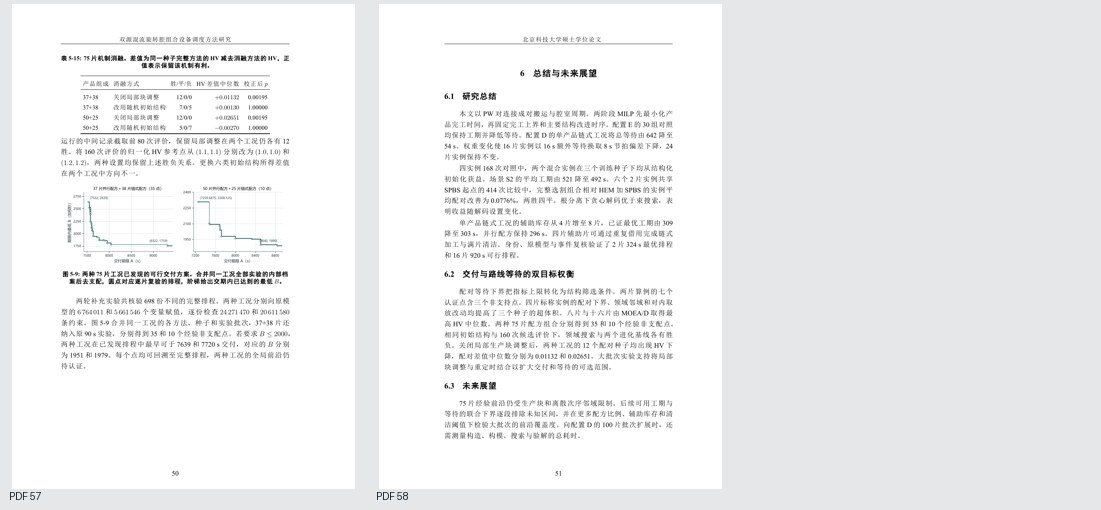 双源混流旋转腔组合设备调度方法研究
表 5-15: 75 片机制消融。差值为同一种子完整方法的 HV 减去消融方法的 HV，正
值表示保留该机制有利。
产品组成 消融方式 胜/平/负 HV 差值中位数 校正后 p
37+38 关闭局部块调整 12/0/0 +0.01132 0.00195
37+38 改用随机初始结构 7/0/5 +0.00130 1.00000
50+25 关闭局部块调整 12/0/0 +0.02651 0.00195
50+25 改用随机初始结构 5/0/7 −0.00270 1.00000
运行的中间记录截取前 80 次评价，保留局部调整在两个工况仍各有 12
胜。将 160 次评价的归一化 HV 参考点从 (1.1,1.1) 分别改为 (1.0,1.0) 和
(1.2,1.2)，两种设置均保留上述胜负关系。更换六类初始结构所得差值
在两个工况中方向不一。
图 5-9: 两种 75 片工况已发现的可行交付方案。合并同一工况全部实验的内部档
案后去支配。圆点对应逐片复验的排程，阶梯给出交期内已达到的最低 B。
两轮补充实验共核验 698 份不同的完整排程。两种工况分别向原模
型的 6764011 和 5661546 个变量赋值，逐份检查 24271470 和 20611580
条约束。图 5-9 合并同一工况的各方法、种子和实验批次，37+38 片还
纳入原 90 s 实验，分别得到 35 和 10 个经验非支配点。若要求 B ≤ 2000，
两种工况在已发现排程中最早可于 7639 和 7720 s 交付，对应的 B 分别
为 1951 和 1979。每个点均可回溯至完整排程，两种工况的全局前沿仍
待认证。
50
PDF 57
北京科技大学硕士学位论文
6 总结与未来展望
6.1 研究总结
本文以 PW 对连接成对搬运与腔室周期。两阶段 MILP 先最小化产
品完工时间，再固定完工上界和主要结构改进时序。配置 E 的 30 组对照
均保持工期并降低等待。配置 D 的单产品链式工况将总等待由 642 降至
54 s。权重变化使 16 片实例以 16 s 额外等待换取 8 s 节拍偏差下降，24
片实例保持不变。
四实例 168 次对照中，两个混合实例在三个训练种子下均从结构化
初始化获益。场景 S2 的平均工期由 521 降至 492 s。六个 2 片实例共享
SPBS 起点的 414 次比较中，完整选割组合相对 HEM 加 SPBS 的实例平
均配对改善为 0.0776%，两胜四平。根分离下贪心解码优于束搜索，表
明收益随解码设置变化。
单产品链式工况的辅助库存从 4 片增至 8 片，已证最优工期由 309
降至 303 s，并行配方保持 296 s。四片辅助片可通过重复借用完成链式
加工与满片清洁。身份、原模型与事件复核验证了 2 片 324 s 最优排程
和 16 片 920 s 可行排程。
6.2 交付与路线等待的双目标权衡
配对等待下界把指标上限转化为结构筛选条件。两片算例的七个
认证点含三个非支持点。四片标称实例的配对下界、领域邻域和对内取
放改动均提高了三个种子的超体积。八片与十六片由 MOEA/D 取得最
高 HV 中位数。两种 75 片配方组合分别得到 35 和 10 个经验非支配点。
相同初始结构与 160 次候选评价下，领域搜索与两个进化基线各有胜
负。关闭局部生产块调整后，两种工况的 12 个配对种子均出现 HV 下
降，配对差值中位数分别为 0.01132 和 0.02651。大批次实验支持将局部
块调整与重定时结合以扩大交付和等待的可选范围。
6.3 未来展望
75 片经验前沿仍受生产块和离散次序邻域限制。后续可用工期与
等待的联合下界逐段排除未知区间，并在更多配方比例、辅助库存和清
洁阈值下检验大批次的前沿覆盖度。向配置 D 的 100 片批次扩展时，还
需测量构造、构模、搜索与验解的总耗时。
51
PDF 58